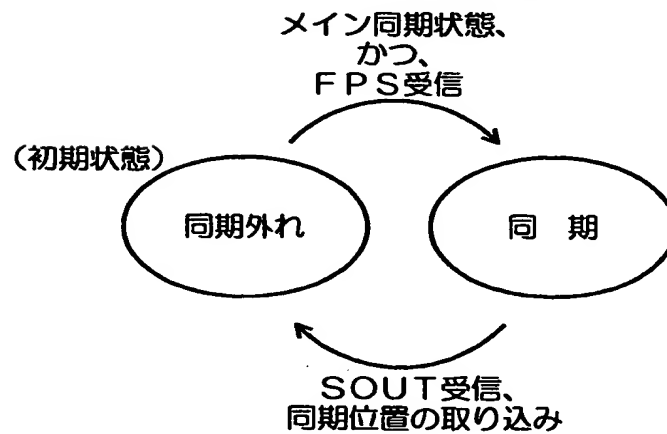 メイン同期状態、
かつ、
ＦＰＳ受信
（初期状態）
同期外れ
同　期
ＳＯＵＴ受信、
同期位置の取り込み